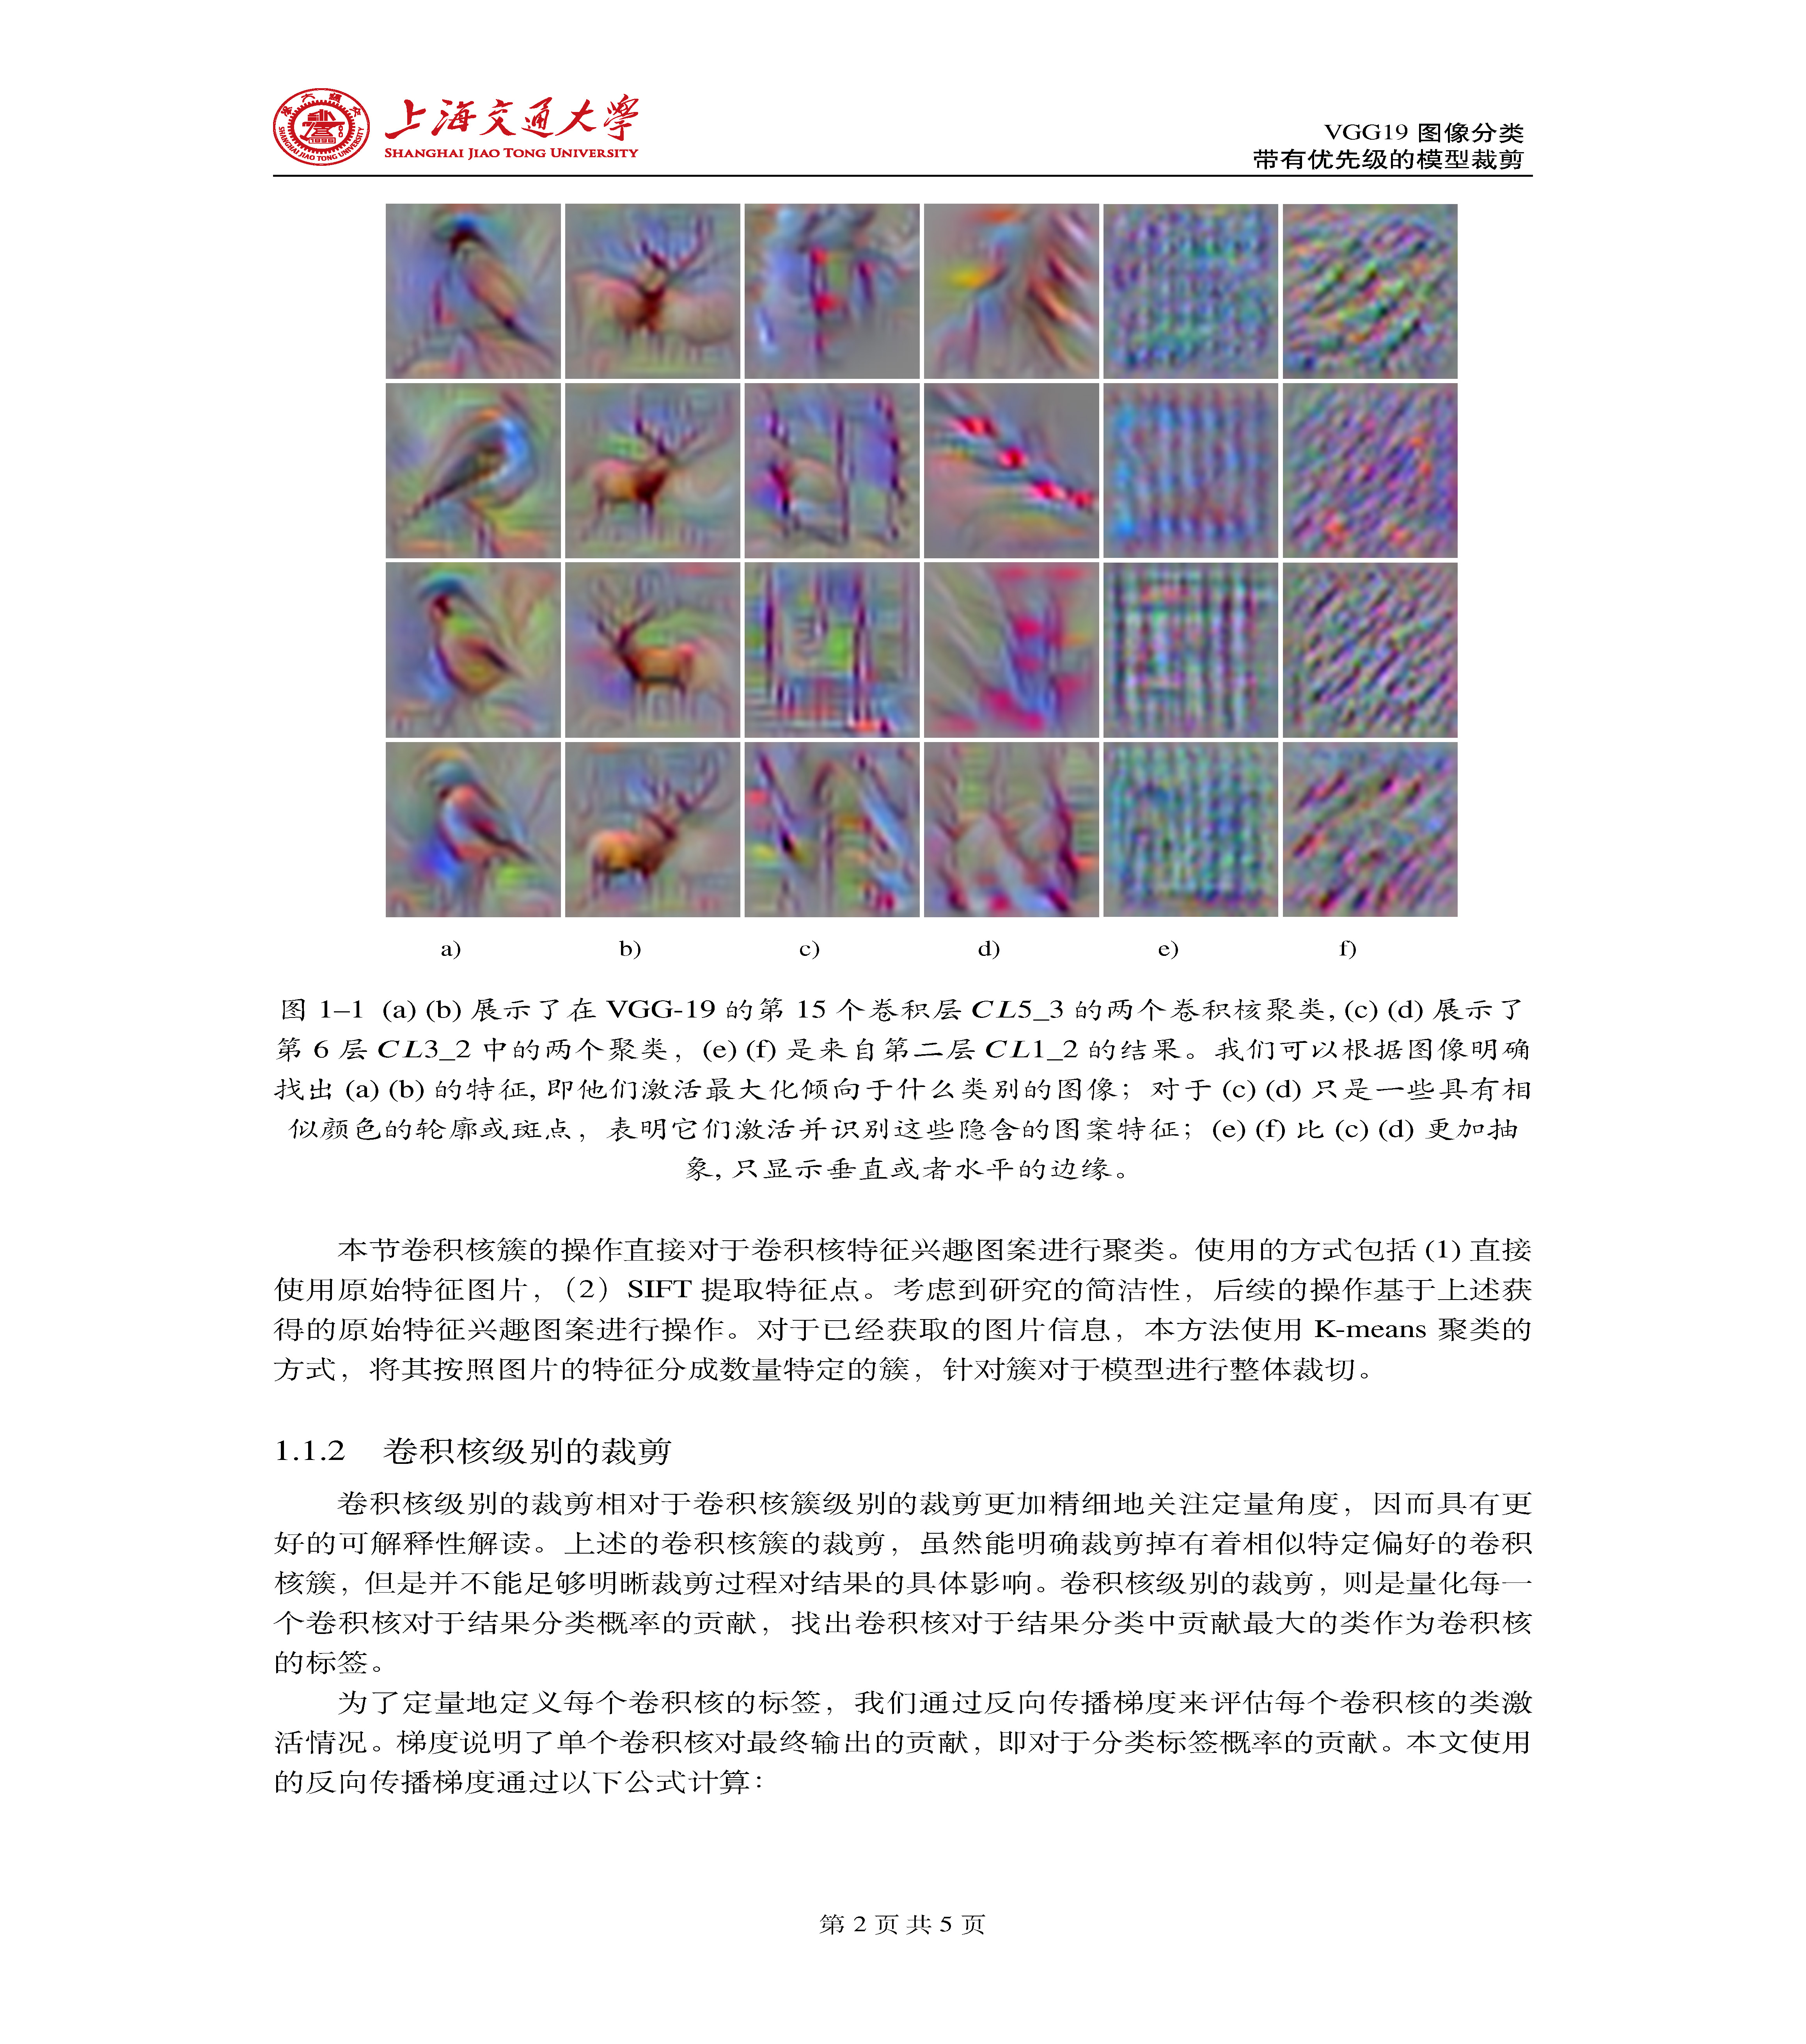 上海交通大学
SHANGHAI JIAO TONG UNIVERSITY
VGG19 图像分类
带有优先级的模型裁剪
a) b) c) d) e) f)
图 1–1 (a) (b) 展示了在 VGG-19 的第 15 个卷积层 CL5_3 的两个卷积核聚类, (c) (d) 展示了
第 6 层 CL3_2 中的两个聚类，(e) (f) 是来自第二层 CL1_2 的结果。我们可以根据图像明确
找出 (a) (b) 的特征, 即他们激活最大化倾向于什么类别的图像；对于 (c) (d) 只是一些具有相
似颜色的轮廓或斑点，表明它们激活并识别这些隐含的图案特征；(e) (f) 比 (c) (d) 更加抽
象, 只显示垂直或者水平的边缘。
本节卷积核簇的操作直接对于卷积核特征兴趣图案进行聚类。使用的方式包括 (1) 直接
使用原始特征图片，（2）SIFT 提取特征点。考虑到研究的简洁性，后续的操作基于上述获
得的原始特征兴趣图案进行操作。对于已经获取的图片信息，本方法使用 K-means 聚类的
方式，将其按照图片的特征分成数量特定的簇，针对簇对于模型进行整体裁切。
1.1.2 卷积核级别的裁剪
卷积核级别的裁剪相对于卷积核簇级别的裁剪更加精细地关注定量角度，因而具有更
好的可解释性解读。上述的卷积核簇的裁剪，虽然能明确裁剪掉有着相似特定偏好的卷积
核簇，但是并不能足够明晰裁剪过程对结果的具体影响。卷积核级别的裁剪，则是量化每一
个卷积核对于结果分类概率的贡献，找出卷积核对于结果分类中贡献最大的类作为卷积核
的标签。
为了定量地定义每个卷积核的标签，我们通过反向传播梯度来评估每个卷积核的类激
活情况。梯度说明了单个卷积核对最终输出的贡献，即对于分类标签概率的贡献。本文使用
的反向传播梯度通过以下公式计算：
第 2 页 共 5 页